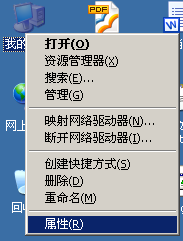 PDF
我的
打开(O)
资源管理器(X)
搜索(E)...
管理(G)
网上
映射网络驱动器(N)...
断开网络驱动器(I)...
创建快捷方式(S)
删除(D)
回收
重命名(M)
属性(R)